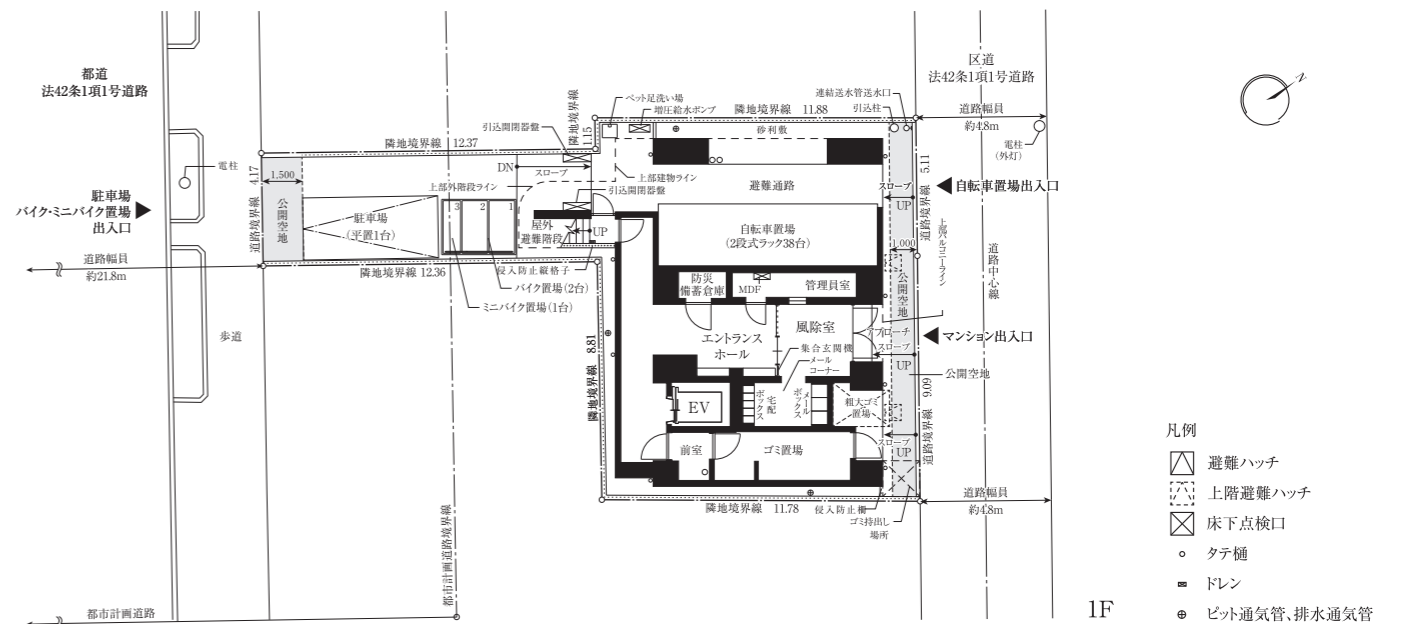 都道
法42条1項1号道路
電柱
駐車場
バイク・ミニバイク置場
出入口
道路幅員
約21.8m
歩道
都市計画道路
都市計画道路境界線
隣地境界線 12.37
道路境界線 4.17
1,500
公開空地
駐車場
(平置1台)
3
2
1
隣地境界線 12.36
バイク置場(2台)
ミニバイク置場(1台)
侵入防止縦格子
上部外階段ライン
引込開閉器盤
DN
スロープ
隣地境界線
1.15
ペット足洗い場
増圧給水ポンプ
隣地境界線 11.88
砂利敷
上部建物ライン
引込開閉器盤
屋外
避難階段
UP
避難通路
自転車置場
(2段式ラック38台)
防災
備蓄倉庫
MDF
管理員室
エントランス
ホール
風除室
集合玄関機
メール
コーナー
アプローチ
スロープ
UP
EV
宅配
ボックス
メール
ボックス
粗大ゴミ
置場
前室
ゴミ置場
スロープ
UP
隣地境界線 8.81
隣地境界線 11.78
侵入防止柵
ゴミ持出し
場所
連結送水管送水口
引込柱
区道
法42条1項1号道路
道路幅員
約4.8m
電柱
(外灯)
道路境界線 5.11
スロープ
UP
自転車置場出入口
1,000
上部バルコニーライン
公開空地
道路中心線
マンション出入口
公開空地
道路境界線 9.09
道路幅員
約4.8m
N
1F
凡例
避難ハッチ
上階避難ハッチ
床下点検口
タテ樋
ドレン
ピット通気管、排水通気管